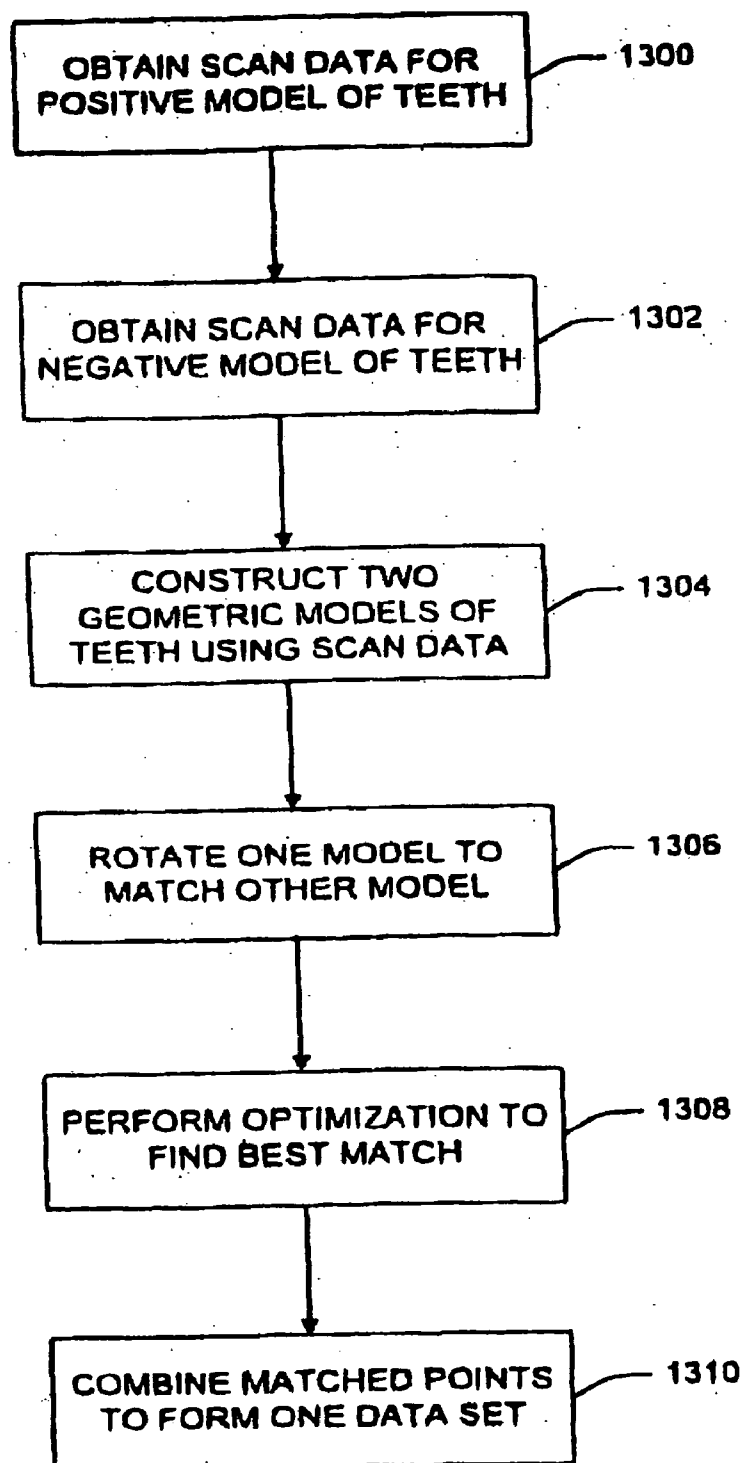 OBTAIN SCAN DATA FOR
POSITIVE MODEL OF TEETH
1300
OBTAIN SCAN DATA FOR
NEGATIVE MODEL OF TEETH
1302
CONSTRUCT TWO
GEOMETRIC MODELS OF
TEETH USING SCAN DATA
1304
ROTATE ONE MODEL TO
MATCH OTHER MODEL
1306
PERFORM OPTIMIZATION TO
FIND BEST MATCH
1308
COMBINE MATCHED POINTS
TO FORM ONE DATA SET
1310